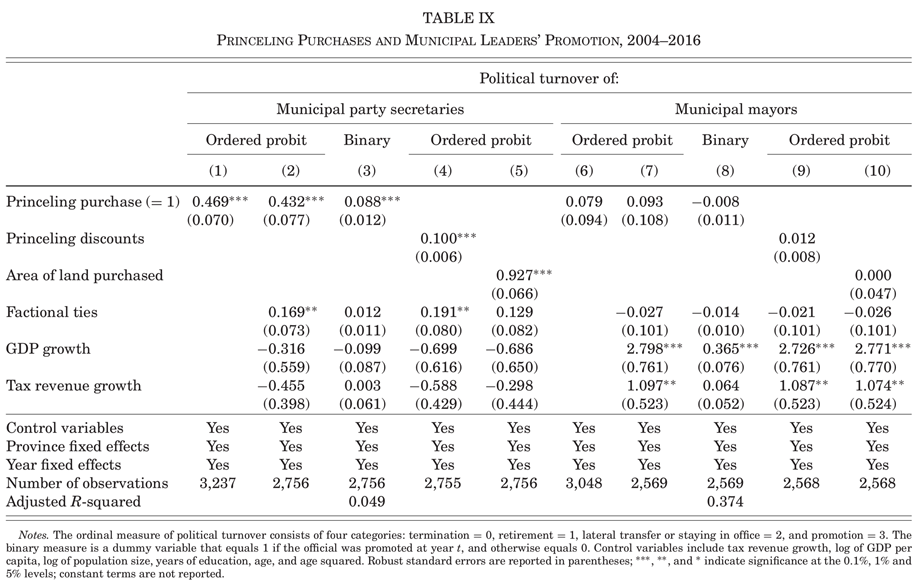 TABLE IX
PRINCELING PURCHASES AND MUNICIPAL LEADERS' PROMOTION, 2004–2016
Political turnover of:
Municipal party secretaries Municipal mayors
Ordered probit Binary Ordered probit Ordered probit Binary Ordered probit
(1) (2) (3) (4) (5) (6) (7) (8) (9) (10)
Princeling purchase (= 1) 0.469*** 0.432*** 0.088*** 0.079 0.093 −0.008
(0.070) (0.077) (0.012) (0.094) (0.108) (0.011)
Princeling discounts 0.100*** 0.012
(0.006) (0.008)
Area of land purchased 0.927*** 0.000
(0.066) (0.047)
Factional ties 0.169** 0.012 0.191** 0.129 −0.027 −0.014 −0.021 −0.026
(0.073) (0.011) (0.080) (0.082) (0.101) (0.010) (0.101) (0.101)
GDP growth −0.316 −0.099 −0.699 −0.686 2.798*** 0.365*** 2.726*** 2.771***
(0.559) (0.087) (0.616) (0.650) (0.761) (0.076) (0.761) (0.770)
Tax revenue growth −0.455 0.003 −0.588 −0.298 1.097** 0.064 1.087** 1.074**
(0.398) (0.061) (0.429) (0.444) (0.523) (0.052) (0.523) (0.524)
Control variables Yes Yes Yes Yes Yes Yes Yes Yes Yes Yes
Province fixed effects Yes Yes Yes Yes Yes Yes Yes Yes Yes Yes
Year fixed effects Yes Yes Yes Yes Yes Yes Yes Yes Yes Yes
Number of observations 3,237 2,756 2,756 2,755 2,756 3,048 2,569 2,569 2,568 2,568
Adjusted R-squared 0.049 0.374
Notes. The ordinal measure of political turnover consists of four categories: termination = 0, retirement = 1, lateral transfer or staying in office = 2, and promotion = 3. The
binary measure is a dummy variable that equals 1 if the official was promoted at year t, and otherwise equals 0. Control variables include tax revenue growth, log of GDP per
capita, log of population size, years of education, age, and age squared. Robust standard errors are reported in parentheses; ***, **, and * indicate significance at the 0.1%, 1% and
5% levels; constant terms are not reported.